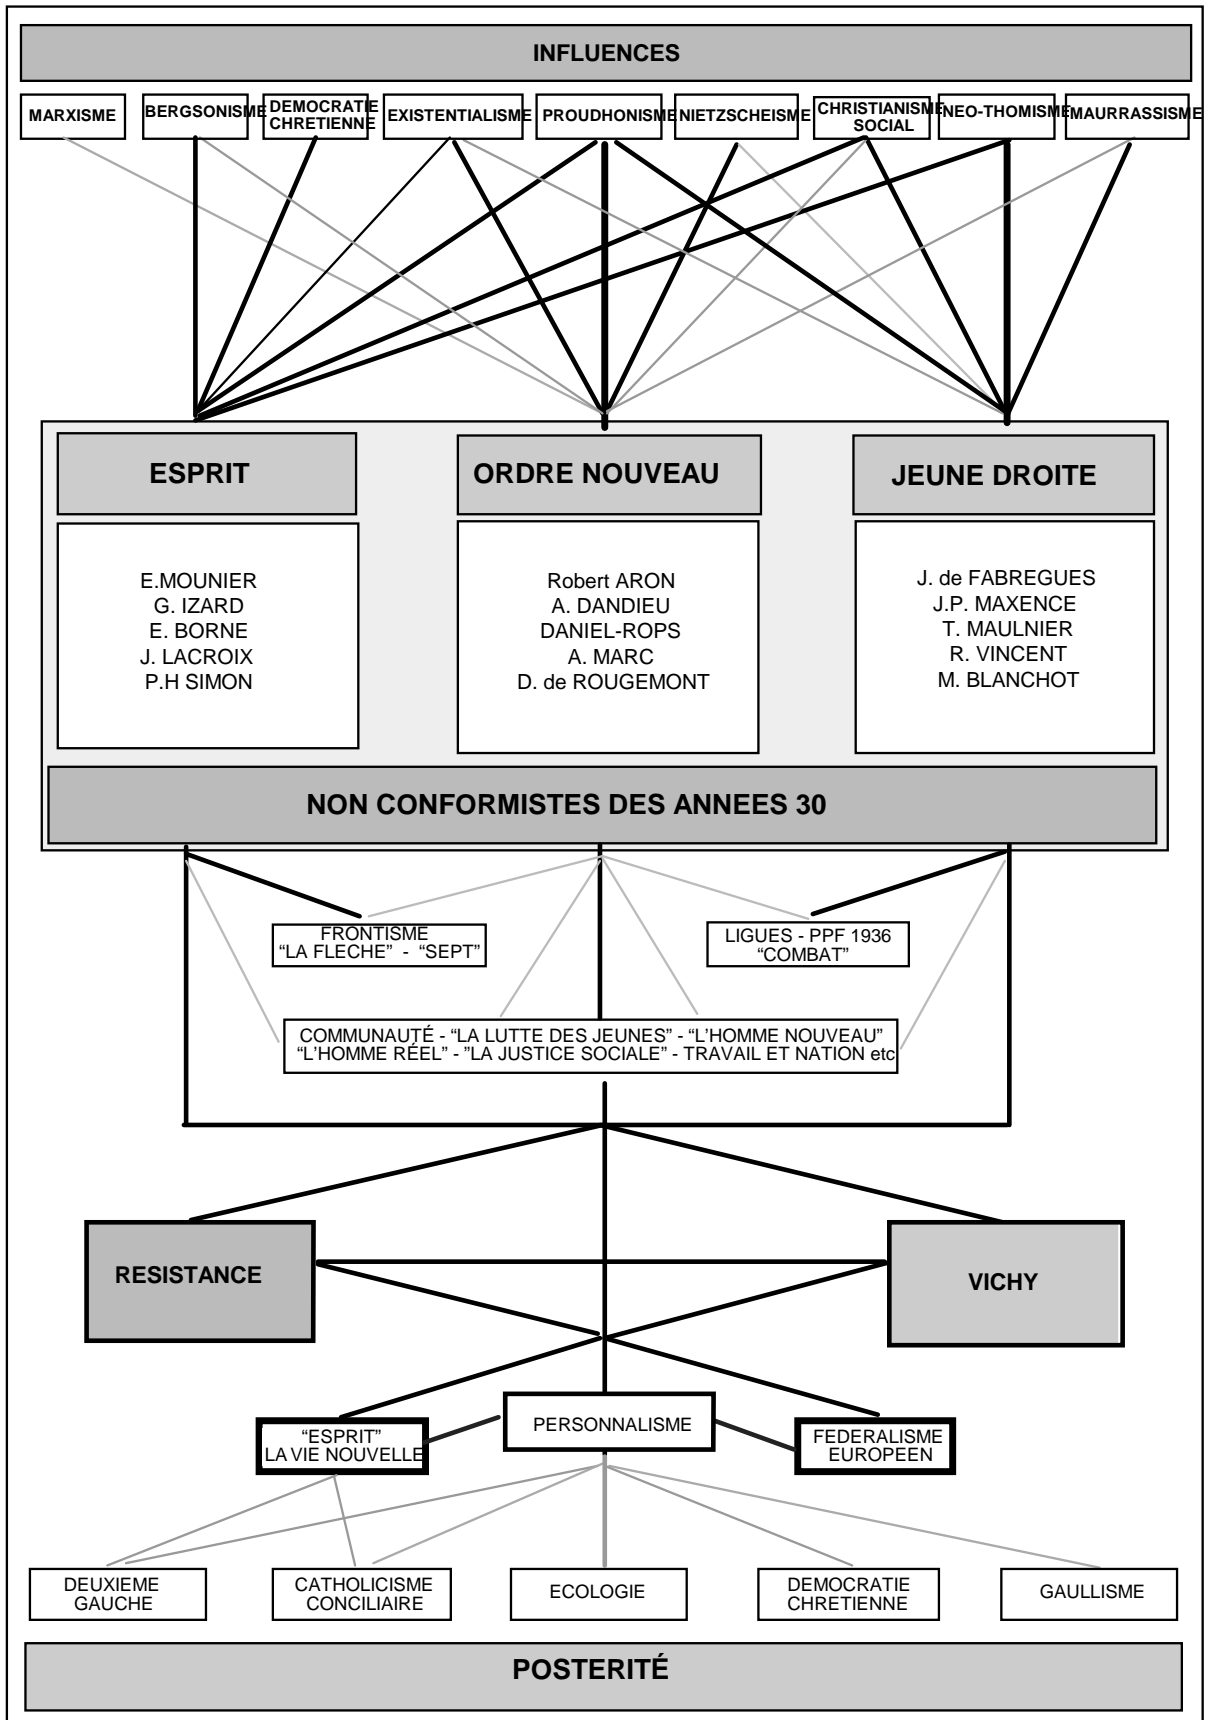 INFLUENCES
MARXISME
BERGSONISME
DEMOCRATIE
CHRETIENNE
EXISTENTIALISME
PROUDHONISME
NIETZSCHEISME
CHRISTIANISME
SOCIAL
NEO-THOMISME
MAURRASSISME
ESPRIT
E.MOUNIER
G. IZARD
E. BORNE
J. LACROIX
P.H SIMON
ORDRE NOUVEAU
Robert ARON
A. DANDIEU
DANIEL-ROPS
A. MARC
D. de ROUGEMONT
JEUNE DROITE
J. de FABREGUES
J.P. MAXENCE
T. MAULNIER
R. VINCENT
M. BLANCHOT
NON CONFORMISTES DES ANNEES 30
FRONTISME
“LA FLECHE” - “SEPT”
LIGUES - PPF 1936
“COMBAT”
COMMUNAUTÉ - “LA LUTTE DES JEUNES” - “L'HOMME NOUVEAU”
“L'HOMME RÉEL” - ”LA JUSTICE SOCIALE” - TRAVAIL ET NATION etc
RESISTANCE
VICHY
“ESPRIT”
LA VIE NOUVELLE
PERSONNALISME
FEDERALISME
EUROPEEN
DEUXIEME
GAUCHE
CATHOLICISME
CONCILIAIRE
ECOLOGIE
DEMOCRATIE
CHRETIENNE
GAULLISME
POSTERITÉ